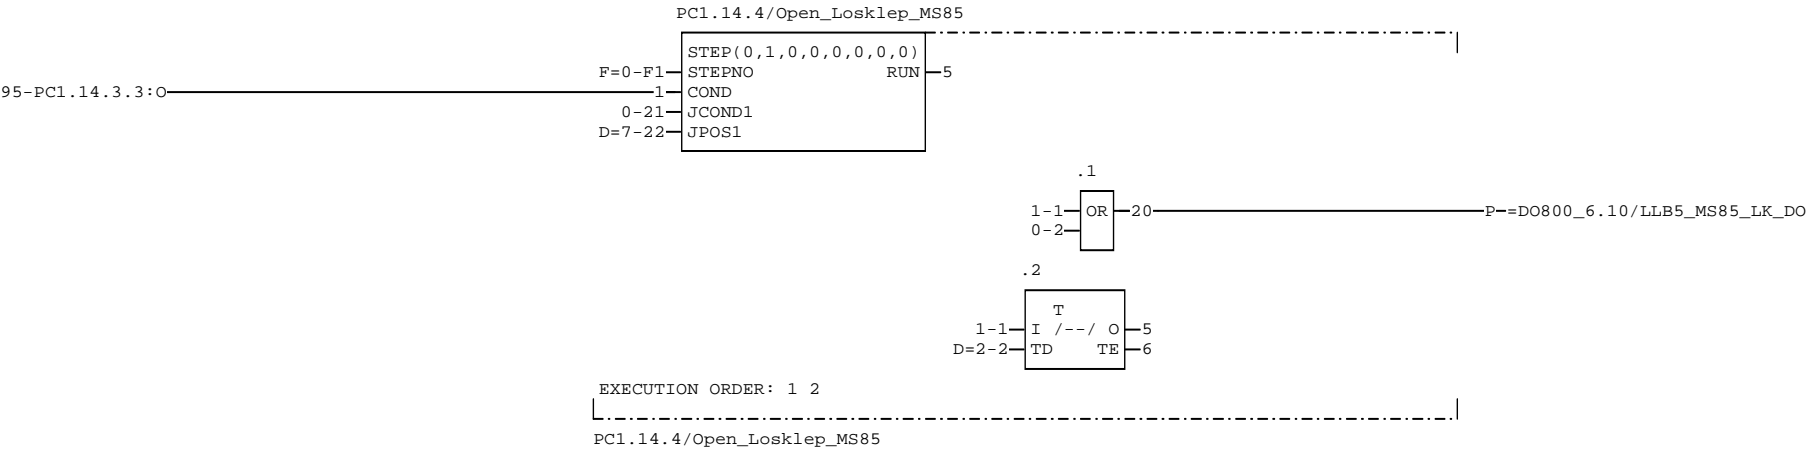 PC1.14.4/Open_Losklep_MS85
STEP(0,1,0,0,0,0,0,0)
F=0-F1 STEPNO RUN 5
95-PC1.14.3.3:O 1 COND
0-21 JCOND1
D=7-22 JPOS1
.1
1-1 OR 20 P-=DO800_6.10/LLB5_MS85_LK_DO
0-2
.2
T
1-1 I /--/ O 5
D=2-2 TD TE 6
EXECUTION ORDER: 1 2
PC1.14.4/Open_Losklep_MS85